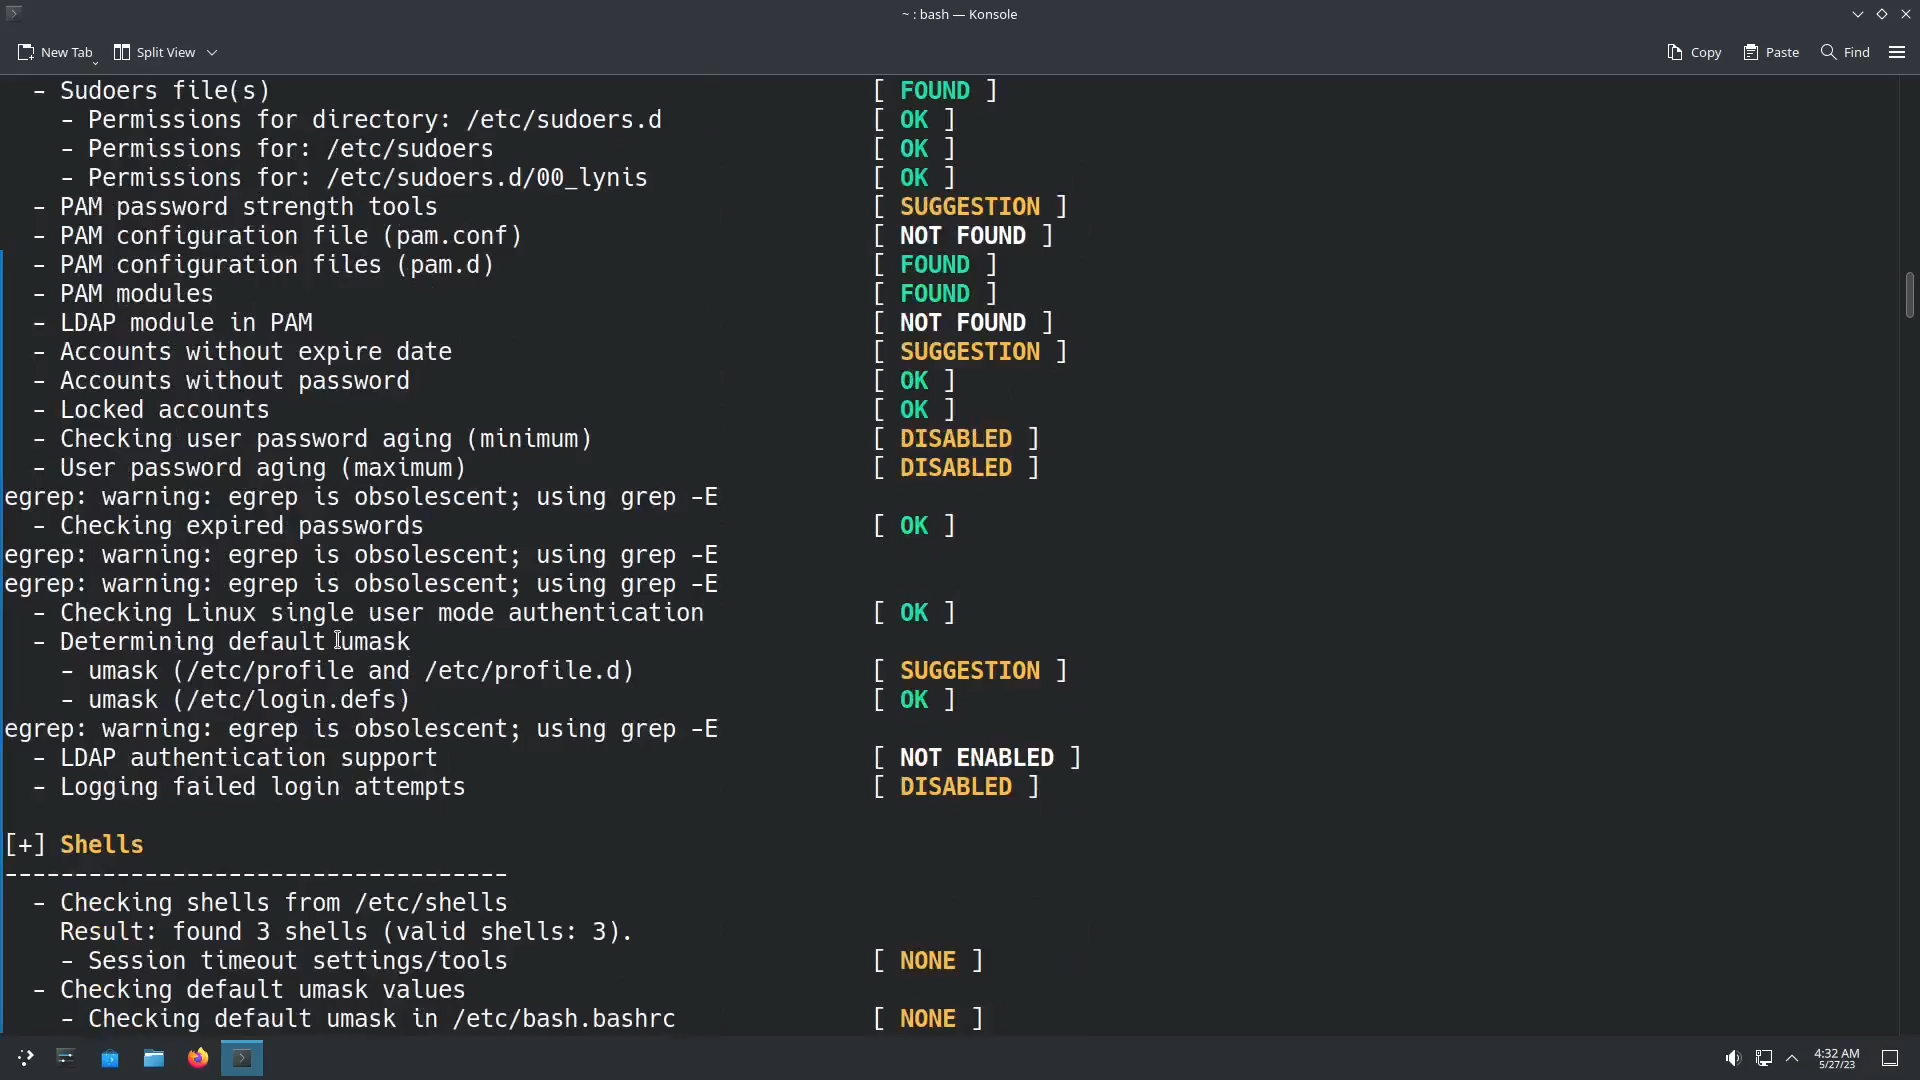 ~ : bash — Konsole
New Tab
Split View
Copy
Paste
Find
- Sudoers file(s) [ FOUND ]
- Permissions for directory: /etc/sudoers.d [ OK ]
- Permissions for: /etc/sudoers [ OK ]
- Permissions for: /etc/sudoers.d/00_lynis [ OK ]
- PAM password strength tools [ SUGGESTION ]
- PAM configuration file (pam.conf) [ NOT FOUND ]
- PAM configuration files (pam.d) [ FOUND ]
- PAM modules [ FOUND ]
- LDAP module in PAM [ NOT FOUND ]
- Accounts without expire date [ SUGGESTION ]
- Accounts without password [ OK ]
- Locked accounts [ OK ]
- Checking user password aging (minimum) [ DISABLED ]
- User password aging (maximum) [ DISABLED ]
egrep: warning: egrep is obsolescent; using grep -E
- Checking expired passwords [ OK ]
egrep: warning: egrep is obsolescent; using grep -E
egrep: warning: egrep is obsolescent; using grep -E
- Checking Linux single user mode authentication [ OK ]
- Determining default umask
- umask (/etc/profile and /etc/profile.d) [ SUGGESTION ]
- umask (/etc/login.defs) [ OK ]
egrep: warning: egrep is obsolescent; using grep -E
- LDAP authentication support [ NOT ENABLED ]
- Logging failed login attempts [ DISABLED ]
[+] Shells
------------------------------------
- Checking shells from /etc/shells
Result: found 3 shells (valid shells: 3).
- Session timeout settings/tools [ NONE ]
- Checking default umask values
- Checking default umask in /etc/bash.bashrc [ NONE ]
4:32 AM
5/27/23